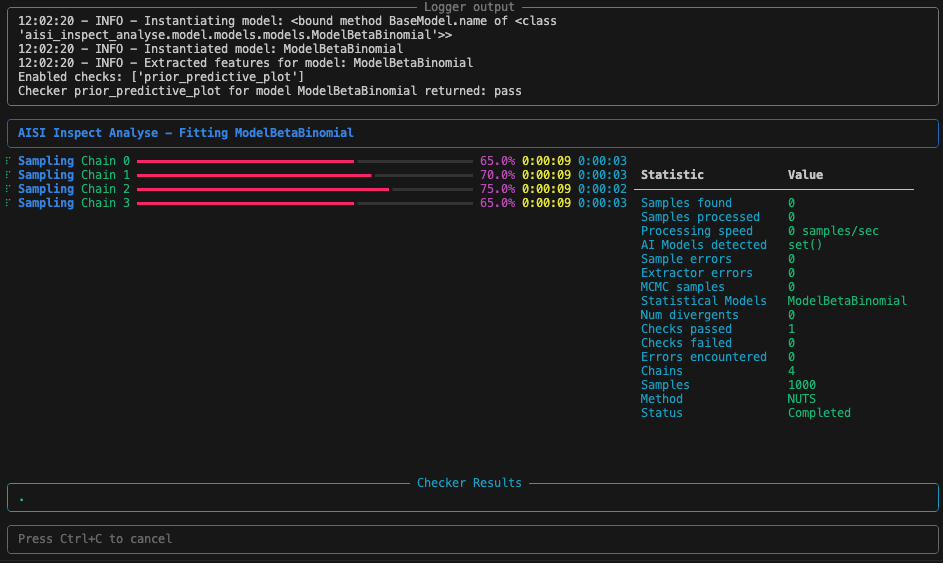 Logger output
12:02:20 – INFO – Instantiating model: <bound method BaseModel.name of <class
'aisi_inspect_analyse.model.models.models.ModelBetaBinomial'>>
12:02:20 – INFO – Instantiated model: ModelBetaBinomial
12:02:20 – INFO – Extracted features for model: ModelBetaBinomial
Enabled checks: ['prior_predictive_plot']
Checker prior_predictive_plot for model ModelBetaBinomial returned: pass
AISI Inspect Analyse – Fitting ModelBetaBinomial
Sampling Chain 0 65.0% 0:00:09 0:00:03
Sampling Chain 1 70.0% 0:00:09 0:00:03
Sampling Chain 2 75.0% 0:00:09 0:00:02
Sampling Chain 3 65.0% 0:00:09 0:00:03
Statistic Value
Samples found 0
Samples processed 0
Processing speed 0 samples/sec
AI Models detected set()
Sample errors 0
Extractor errors 0
MCMC samples 0
Statistical Models ModelBetaBinomial
Num divergents 0
Checks passed 1
Checks failed 0
Errors encountered 0
Chains 4
Samples 1000
Method NUTS
Status Completed
Checker Results
.
Press Ctrl+C to cancel